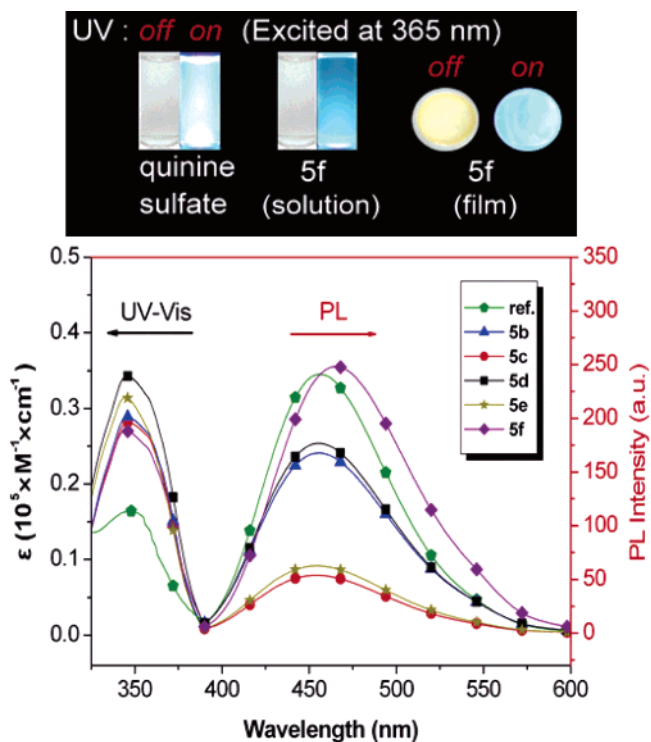 UV : off on (Excited at 365 nm)
off on
quinine sulfate
5f (solution)
5f (film)
0.5
0.4
0.3
0.2
0.1
0.0
ε (10⁵×M⁻¹×cm⁻¹)
UV-Vis
PL
ref.
5b
5c
5d
5e
5f
350
300
250
200
150
100
50
0
PL Intensity (a.u.)
350 400 450 500 550 600
Wavelength (nm)